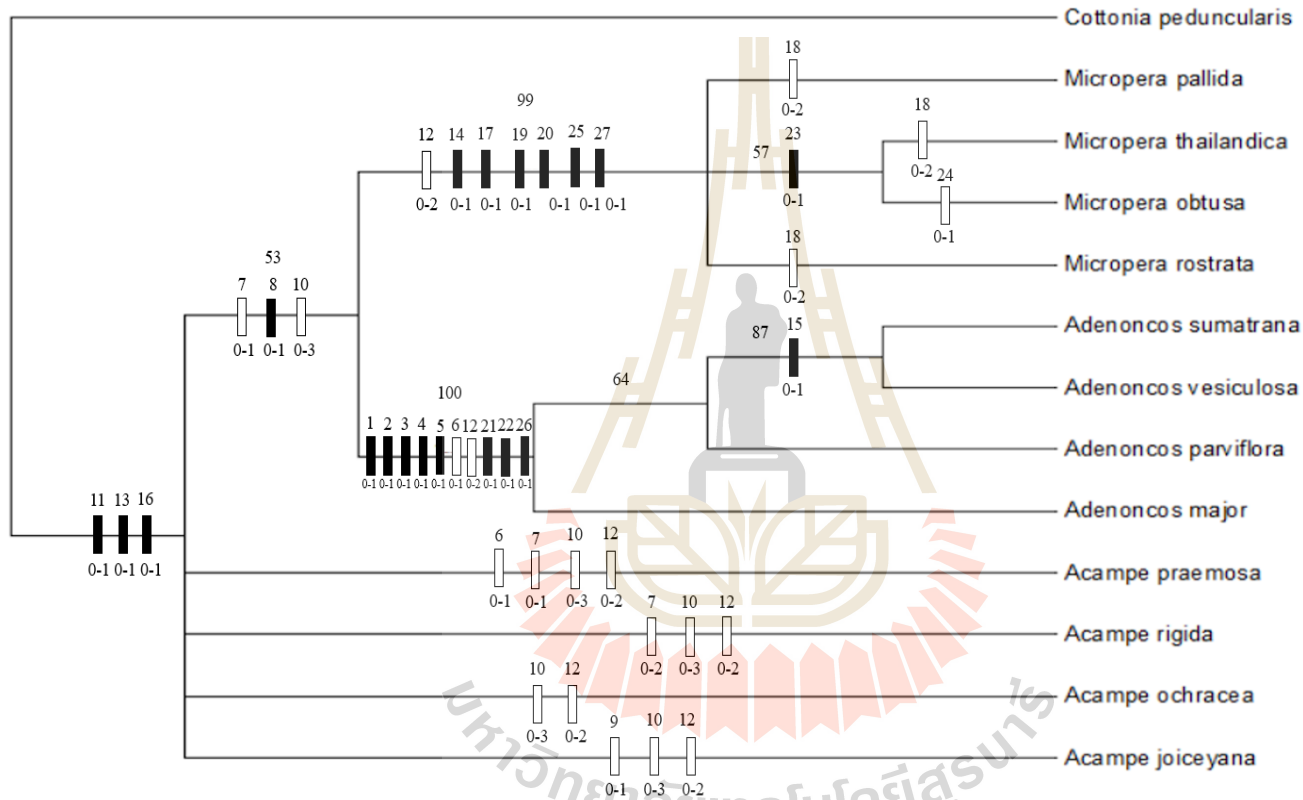 Cottonia peduncularis
18
Micropera pallida
0-2
99
12 14 17 19 20 25 27
18
57 23
Micropera thailandica
0-2
24
0-2 0-1 0-1 0-1 0-1 0-1 0-1
0-1
Micropera obtusa
0-1
18
Micropera rostrata
0-2
53
7 8 10
0-1 0-1 0-3
87 15
Adenoncos sumatrana
0-1
Adenoncos vesiculosa
64
100
1 2 3 4 5 6 12 21 22 26
Adenoncos parviflora
0-1 0-1 0-1 0-1 0-1 0-1 0-2 0-1 0-1 0-1
Adenoncos major
11 13 16
0-1 0-1 0-1
6 7 10 12
Acampe praemosa
0-1 0-1 0-3 0-2
7 10 12
Acampe rigida
0-2 0-3 0-2
10 12
Acampe ochracea
0-3 0-2
9 10 12
Acampe joiceyana
0-1 0-3 0-2